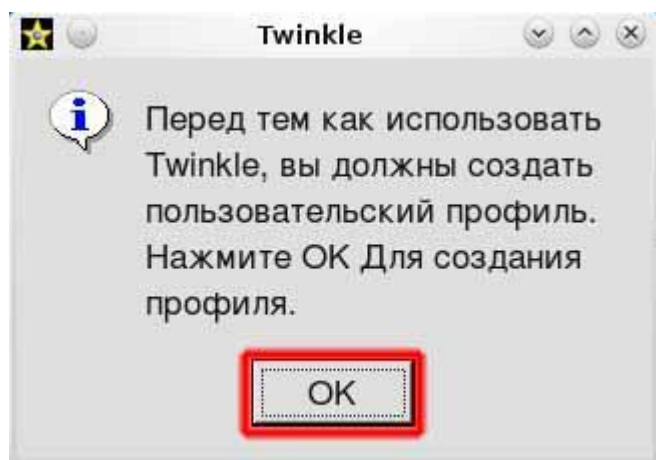 Twinkle
Перед тем как использовать
Twinkle, вы должны создать
пользовательский профиль.
Нажмите OK Для создания
профиля.
OK